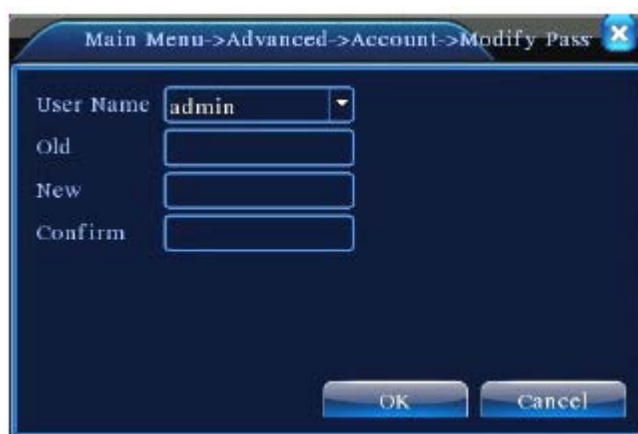 Main Menu->Advanced->Account->Modify Pass
User Name admin
Old
New
Confirm
OK Cancel